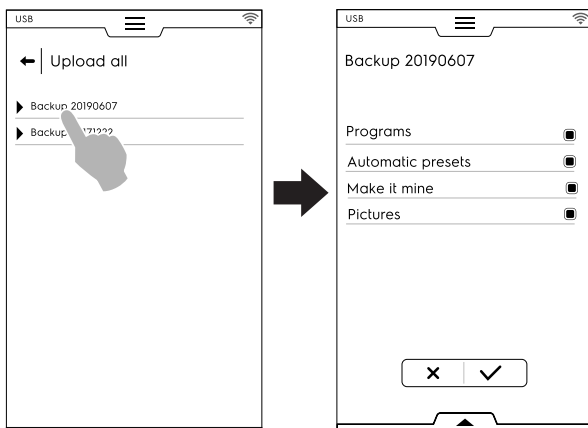 USB
Upload all
Backup 20190607
Backup
USB
Backup 20190607
Programs
Automatic presets
Make it mine
Pictures